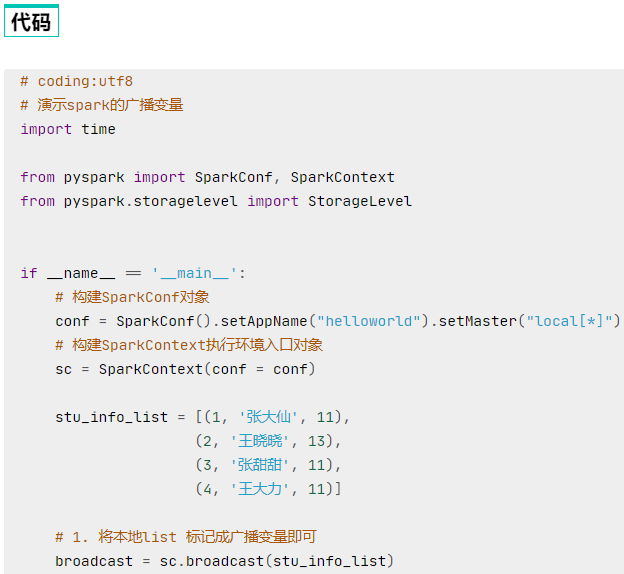 代码
# coding:utf8
# 演示spark的广播变量
import time
from pyspark import SparkConf, SparkContext
from pyspark.storagelevel import StorageLevel
if __name__ == '__main__':
    # 构建SparkConf对象
    conf = SparkConf().setAppName("helloworld").setMaster("local[*]")
    # 构建SparkContext执行环境入口对象
    sc = SparkContext(conf = conf)
    stu_info_list = [(1, '张大仙', 11),
                    (2, '王晓晓', 13),
                    (3, '张甜甜', 11),
                    (4, '王大力', 11)]
    # 1. 将本地list 标记成广播变量即可
    broadcast = sc.broadcast(stu_info_list)